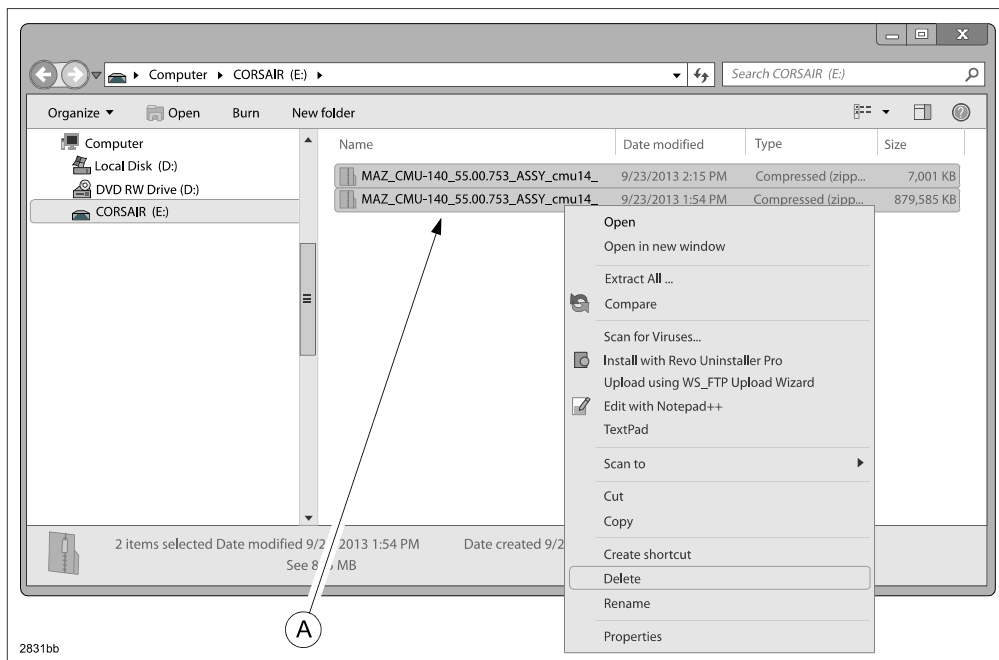 Computer CORSAIR (E:)
Search CORSAIR (E:)
Organize Open Burn New folder
Computer
Local Disk (D:)
DVD RW Drive (D:)
CORSAIR (E:)
Name Date modified Type Size
MAZ_CMU-140_55.00.753_ASSY_cmu14_ 9/23/2013 2:15 PM Compressed (zipp... 7,001 KB
MAZ_CMU-140_55.00.753_ASSY_cmu14_ 9/23/2013 1:54 PM Compressed (zipp... 879,585 KB
Open
Open in new window
Extract All ...
Compare
Scan for Viruses...
Install with Revo Uninstaller Pro
Upload using WS_FTP Upload Wizard
Edit with Notepad++
TextPad
Scan to
Cut
Copy
Create shortcut
Delete
Rename
Properties
2 items selected Date modified 9/2 2013 1:54 PM Date created 9/2
See MB
A
2831bb